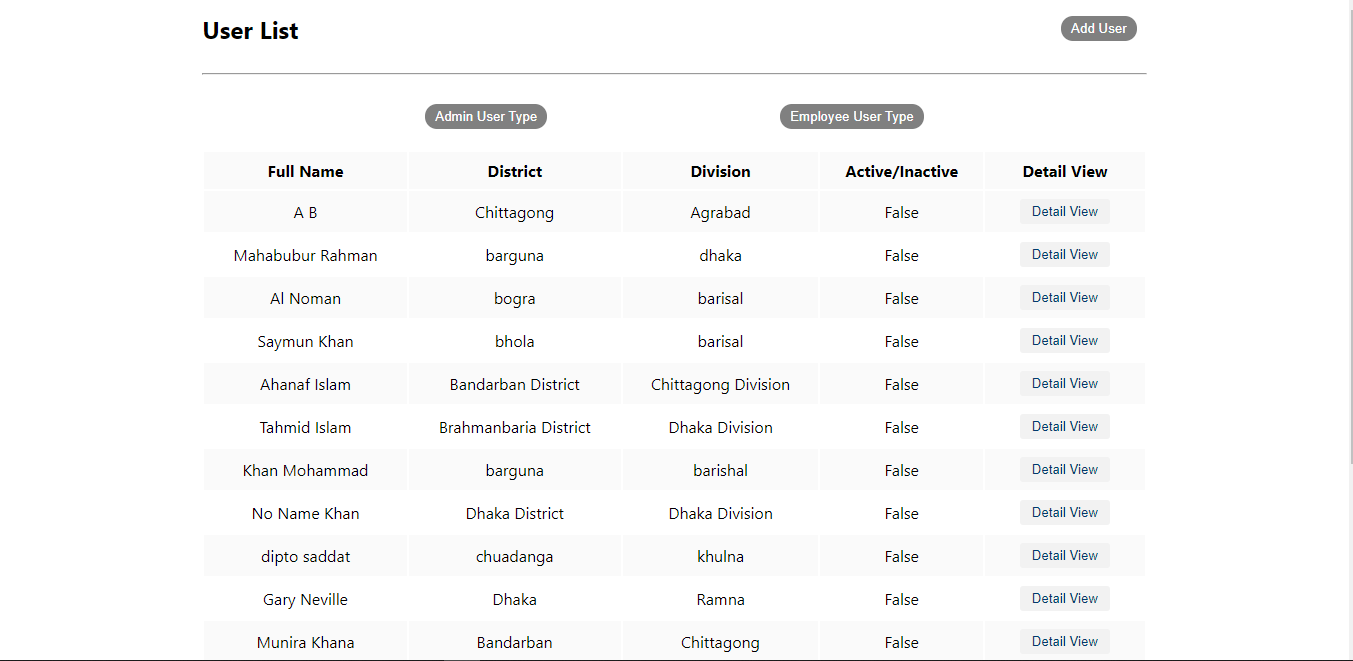 User List
Add User
Admin User Type Employee User Type
Full Name District Division Active/Inactive Detail View
A B Chittagong Agrabad False Detail View
Mahabubur Rahman barguna dhaka False Detail View
Al Noman bogra barisal False Detail View
Saymun Khan bhola barisal False Detail View
Ahanaf Islam Bandarban District Chittagong Division False Detail View
Tahmid Islam Brahmanbaria District Dhaka Division False Detail View
Khan Mohammad barguna barishal False Detail View
No Name Khan Dhaka District Dhaka Division False Detail View
dipto saddat chuadanga khulna False Detail View
Gary Neville Dhaka Ramna False Detail View
Munira Khana Bandarban Chittagong False Detail View